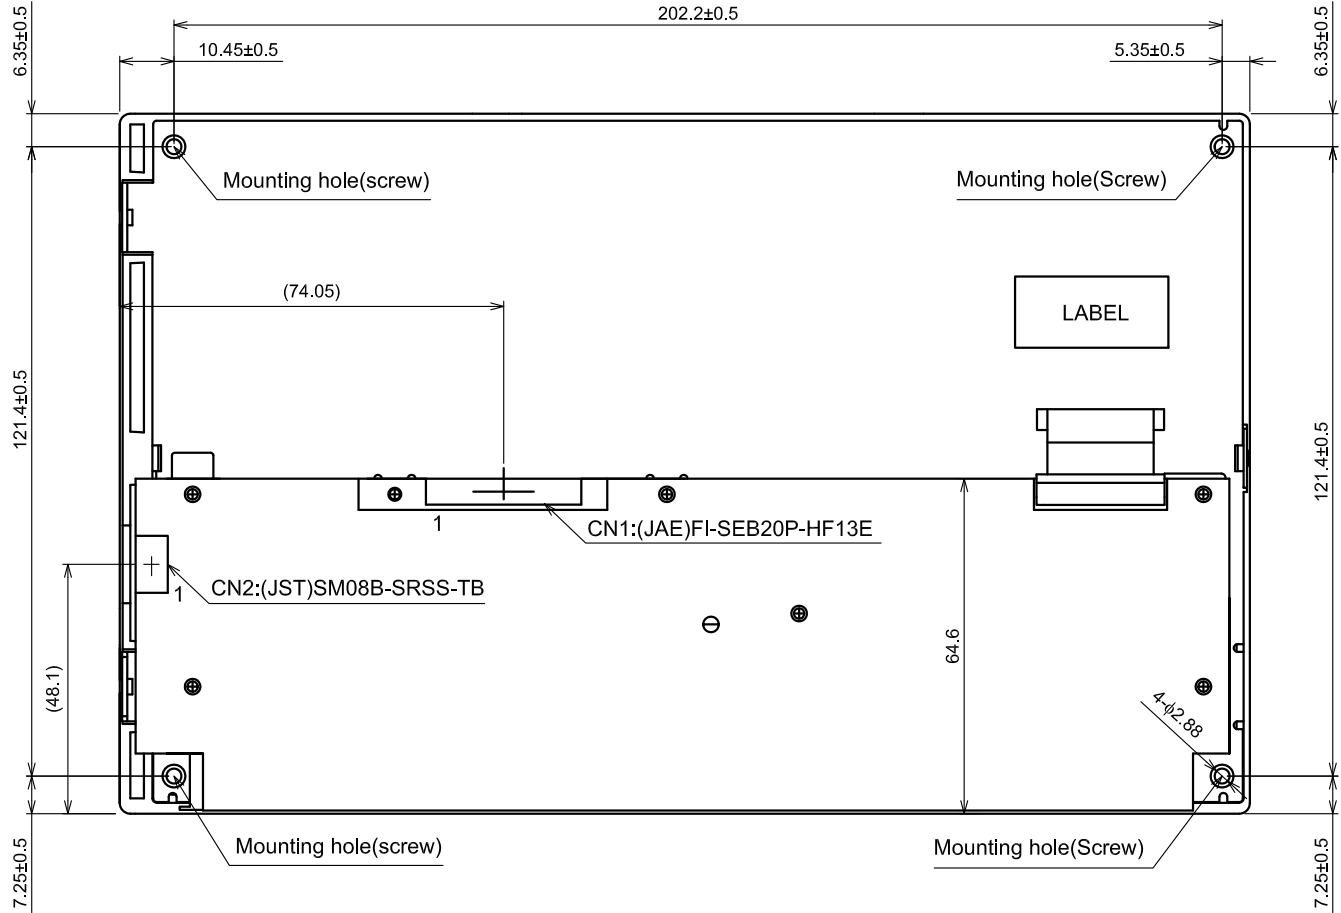 202.2±0.5
6.35±0.5
10.45±0.5
5.35±0.5
6.35±0.5
Mounting hole(screw)
Mounting hole(Screw)
(74.05)
LABEL
121.4±0.5
121.4±0.5
1
CN1:(JAE)FI-SEB20P-HF13E
CN2:(JST)SM08B-SRSS-TB
1
64.6
(48.1)
4-ϕ2.88
Mounting hole(screw)
Mounting hole(Screw)
7.25±0.5
7.25±0.5